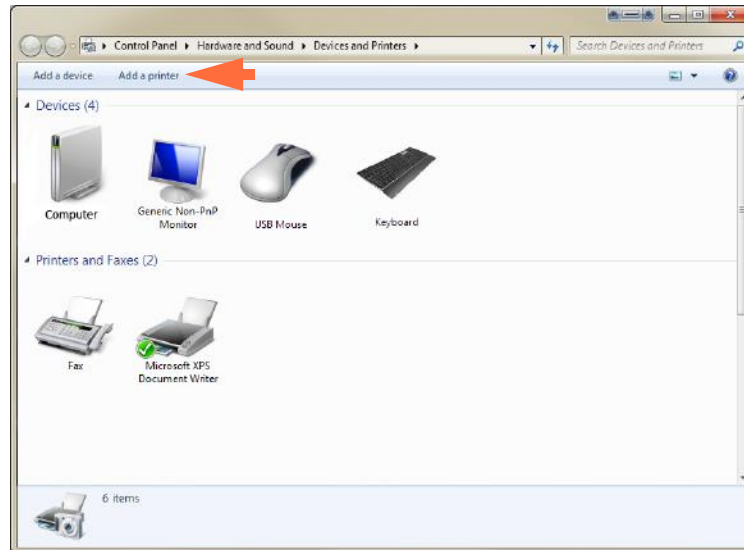 Control Panel ▸ Hardware and Sound ▸ Devices and Printers ▸
Search Devices and Printers
Add a device
Add a printer
Devices (4)
Computer
Generic Non-PnP
Monitor
USB Mouse
Keyboard
Printers and Faxes (2)
Fax
Microsoft XPS
Document Writer
6 items